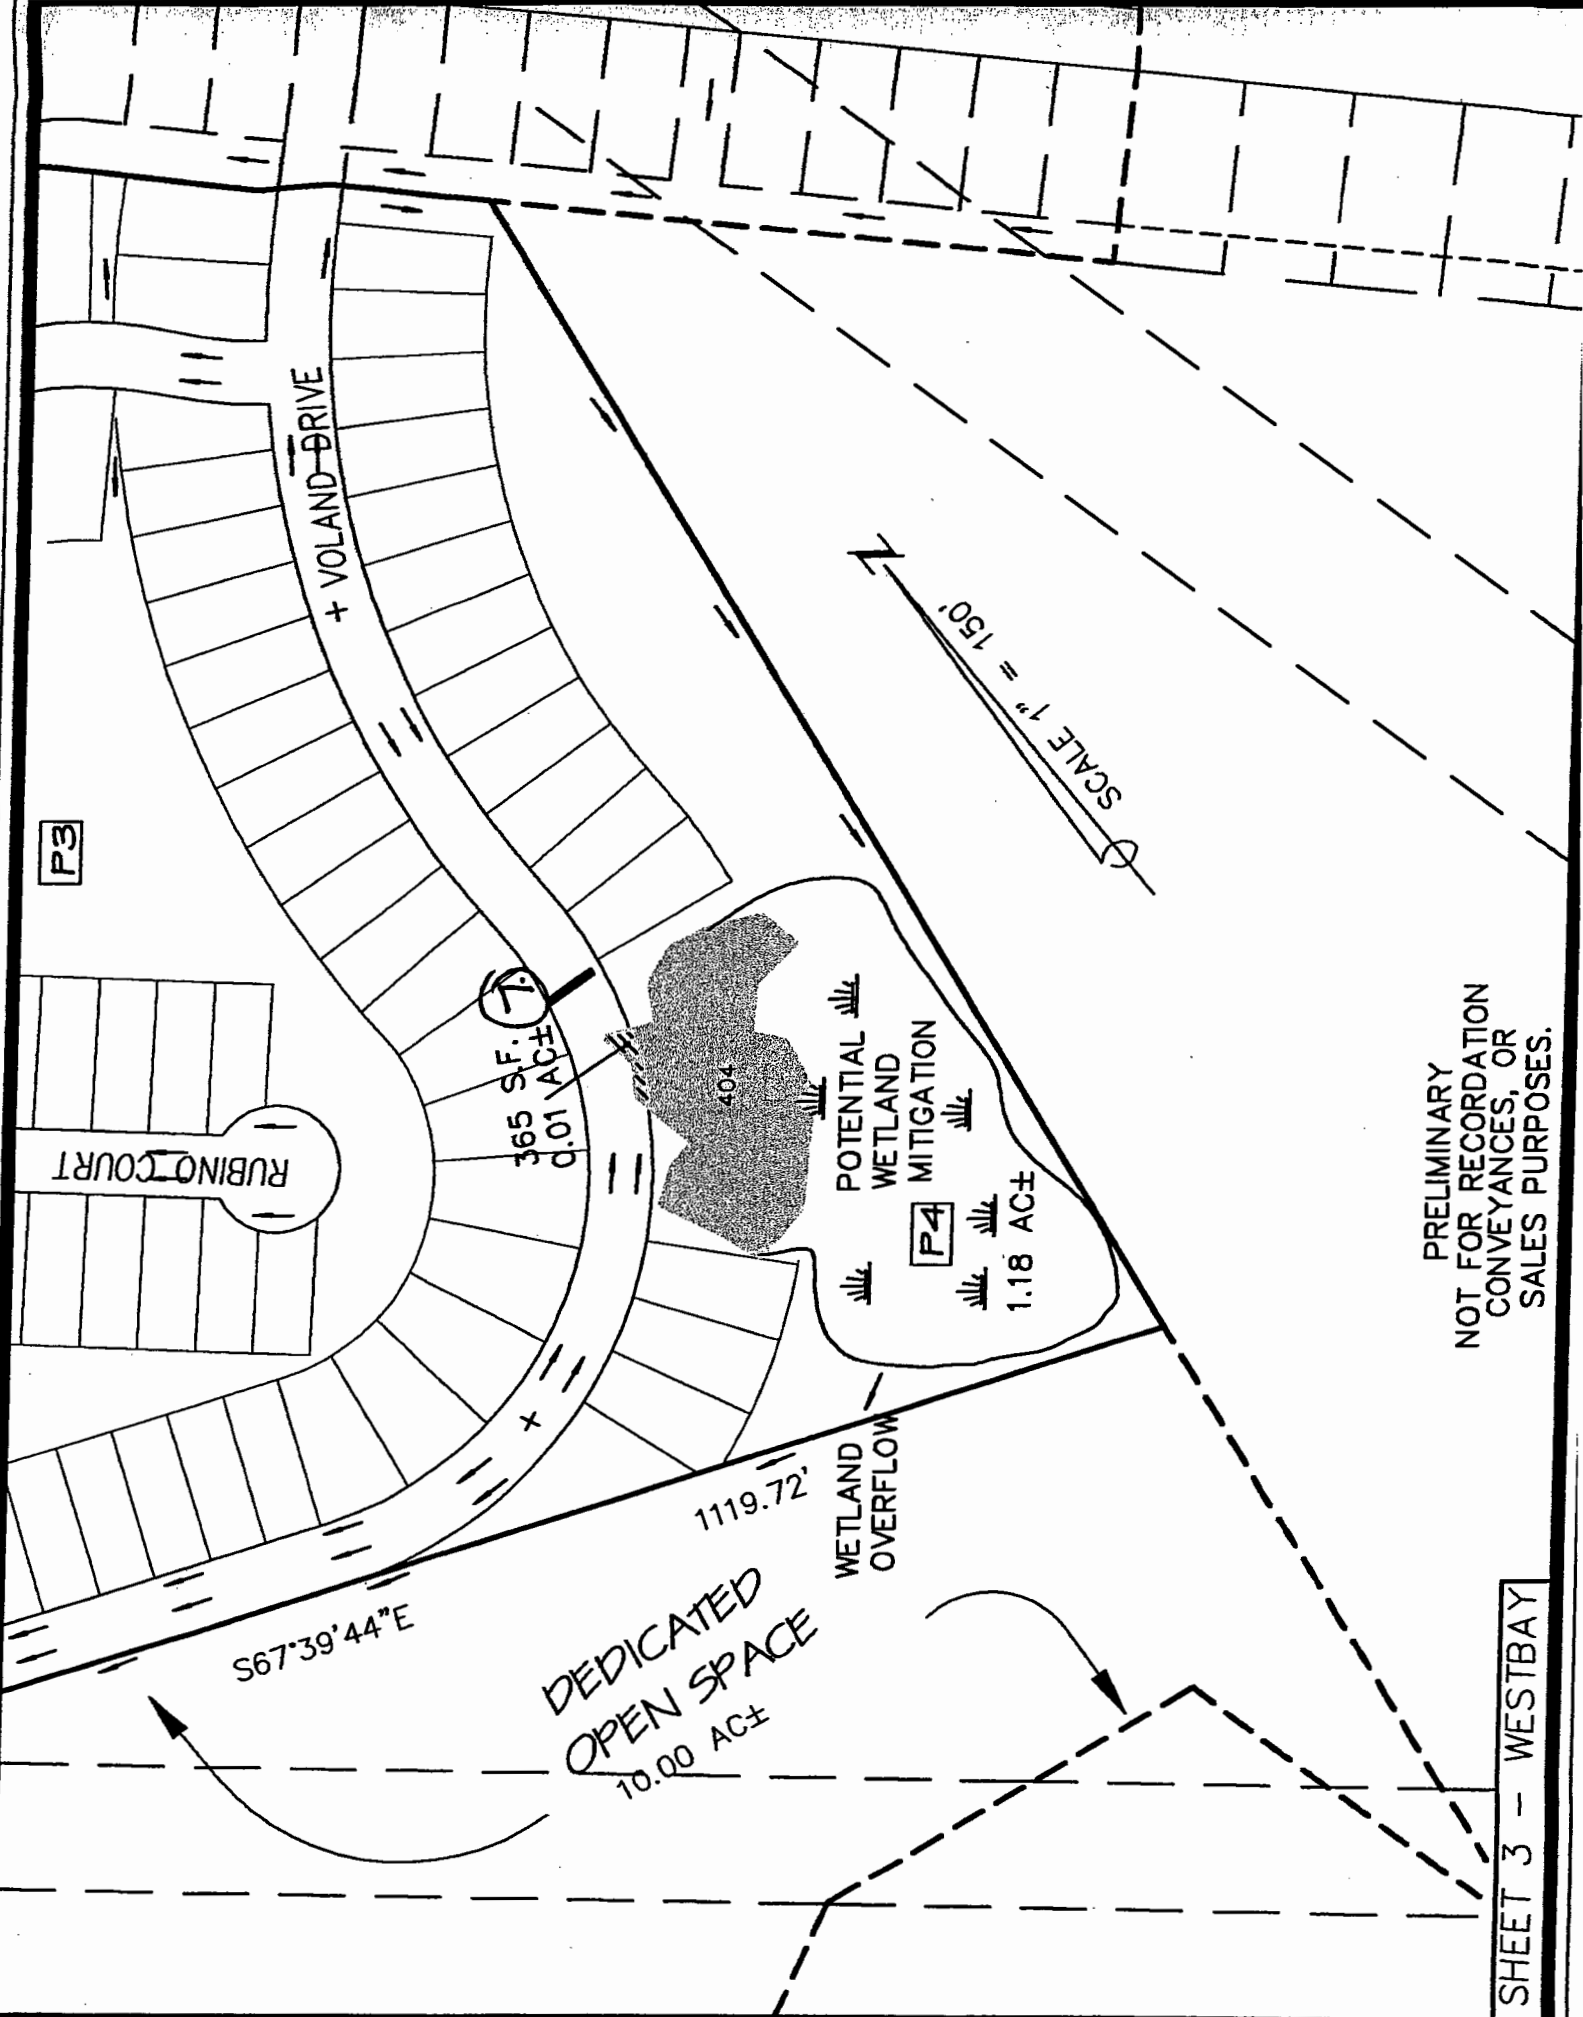 + VOLAND DRIVE
P3
SCALE 1" = 150'
7.
365 S.F.
0.01 AC±
404
RUBINO COURT
POTENTIAL
WETLAND
MITIGATION
P4
1.18 AC±
WETLAND
OVERFLOW
1119.72'
S67°39'44"E
DEDICATED
OPEN SPACE
10.00 AC±
PRELIMINARY
NOT FOR RECORDATION
CONVEYANCES, OR
SALES PURPOSES.
SHEET 3 - WESTBAY